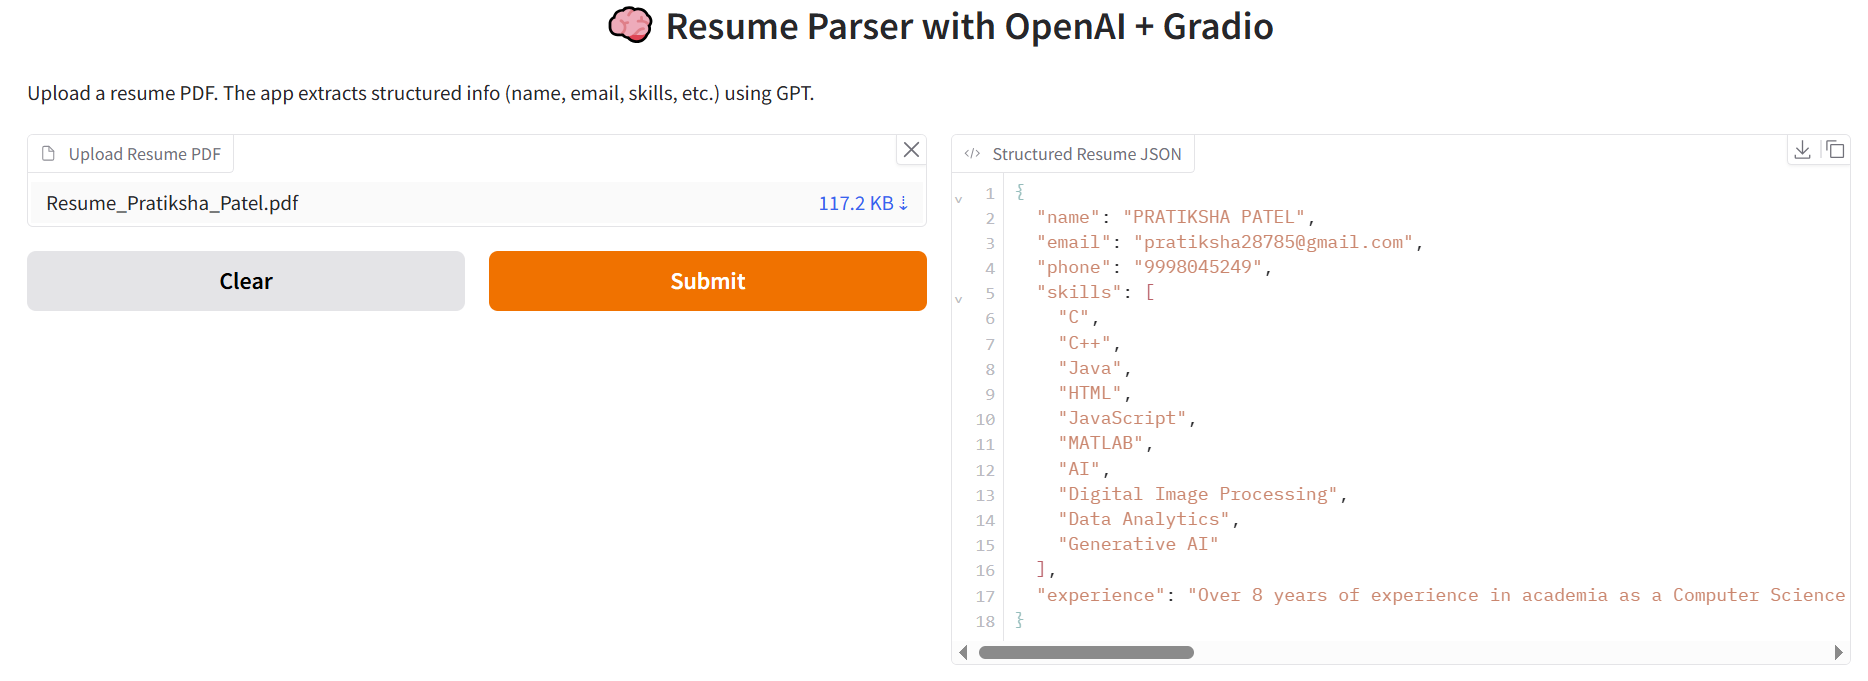 🧠 Resume Parser with OpenAI + Gradio
Upload a resume PDF. The app extracts structured info (name, email, skills, etc.) using GPT.
Upload Resume PDF
Resume_Pratiksha_Patel.pdf 117.2 KB ⇣
Clear Submit
</> Structured Resume JSON
1 {
2 "name": "PRATIKSHA PATEL",
3 "email": "pratiksha28785@gmail.com",
4 "phone": "9998045249",
5 "skills": [
6 "C",
7 "C++",
8 "Java",
9 "HTML",
10 "JavaScript",
11 "MATLAB",
12 "AI",
13 "Digital Image Processing",
14 "Data Analytics",
15 "Generative AI"
16 ],
17 "experience": "Over 8 years of experience in academia as a Computer Science
18 }